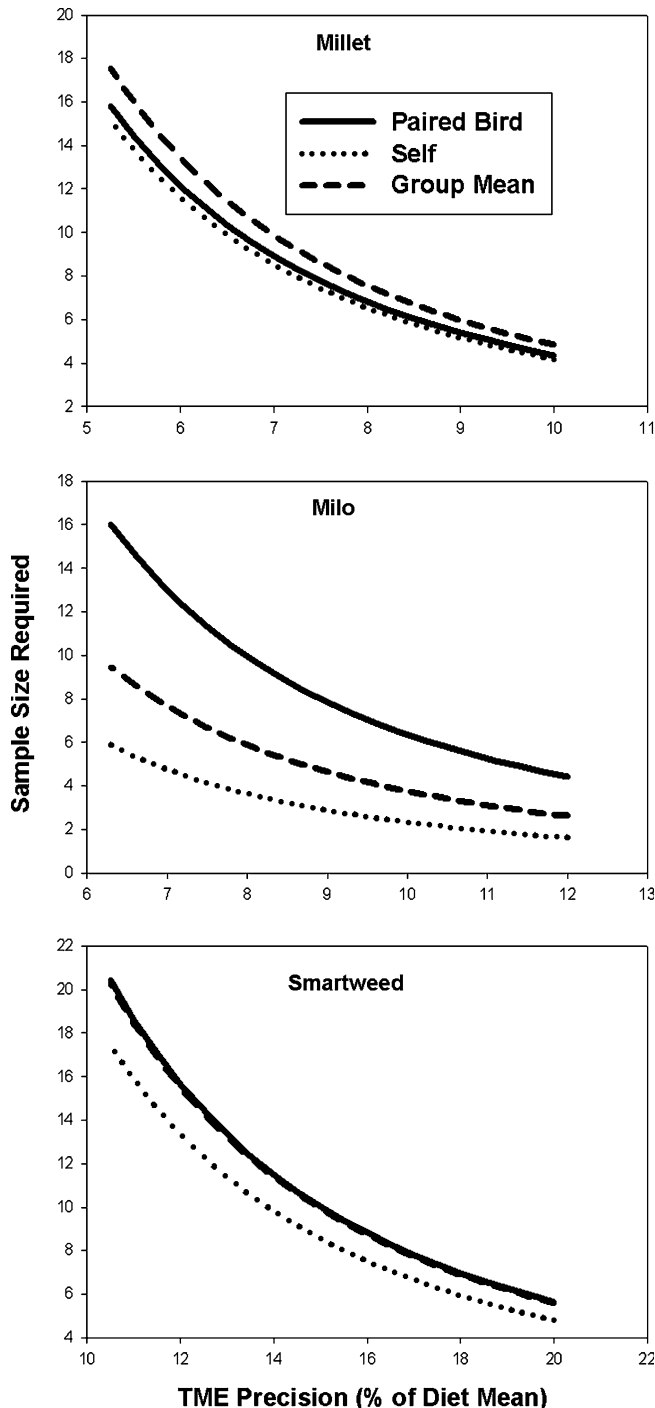 20
18
16
14
12
10
8
6
4
2
Millet
Paired Bird
Self
Group Mean
5 6 7 8 9 10 11
Sample Size Required
18
16
14
12
10
8
6
4
2
0
Milo
6 7 8 9 10 11 12 13
22
20
18
16
14
12
10
8
6
4
Smartweed
10 12 14 16 18 20 22
TME Precision (% of Diet Mean)